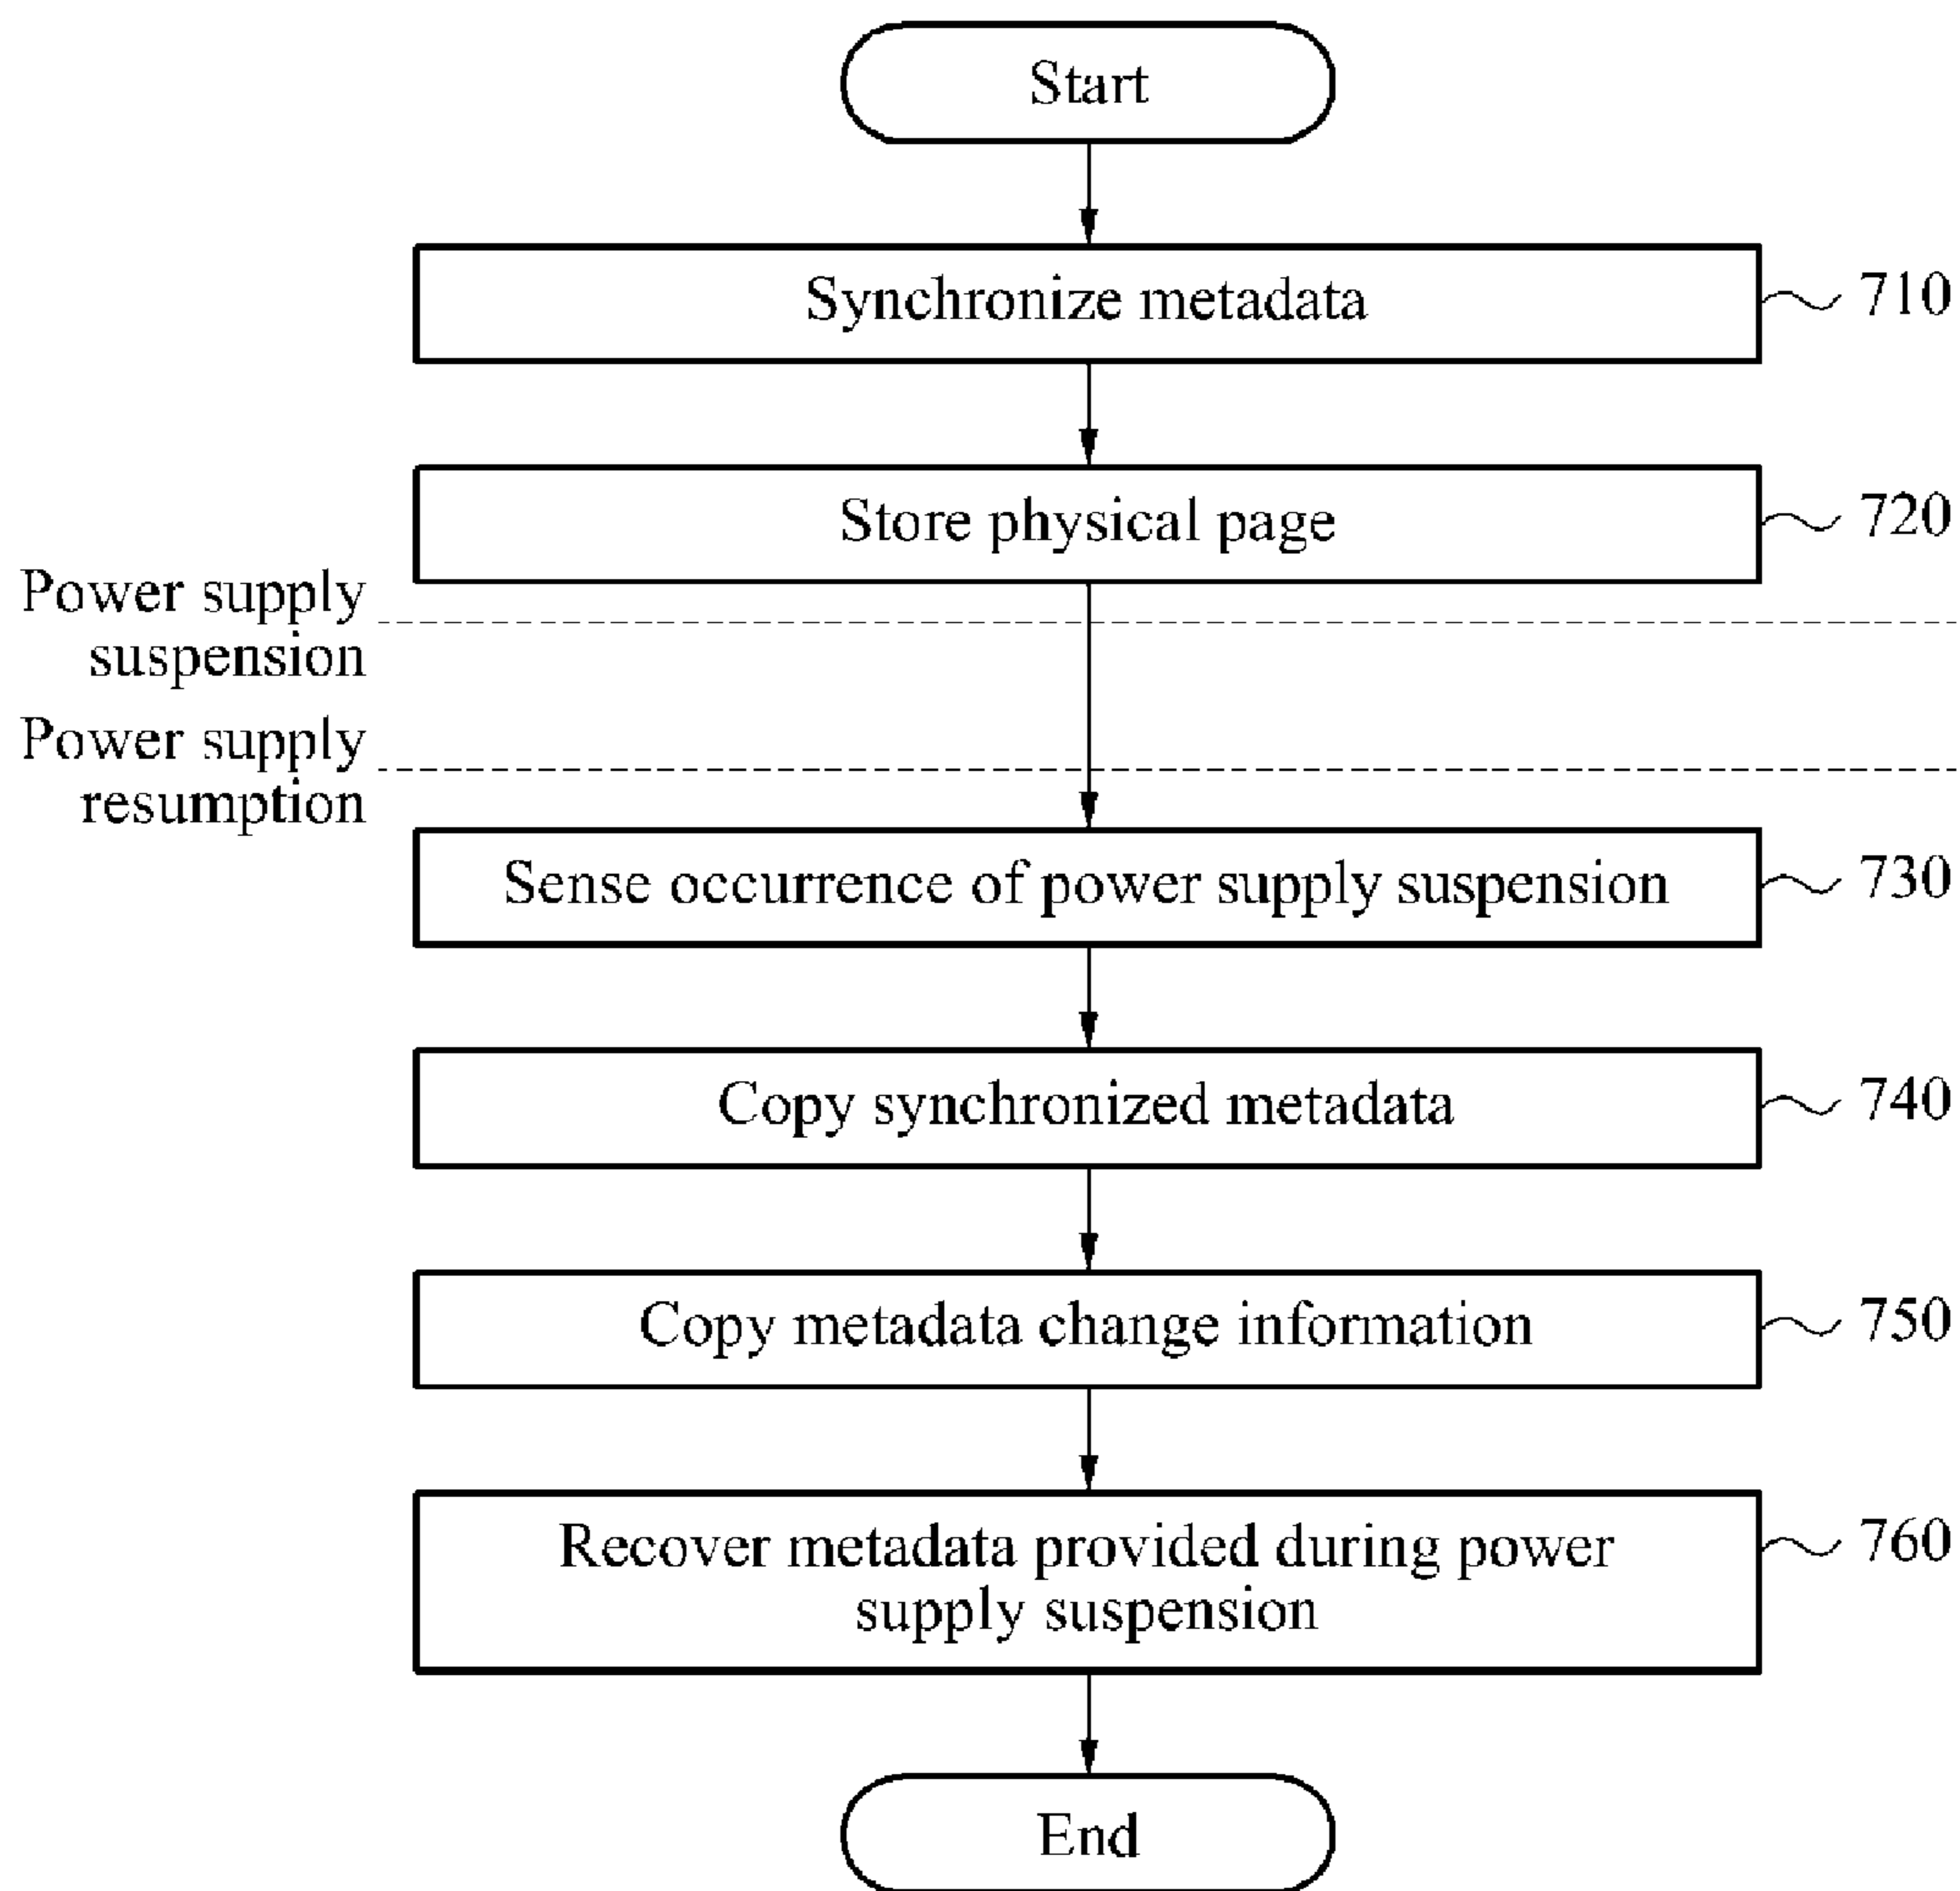 Start
Synchronize metadata
710
Store physical page
720
Power supply
suspension
Power supply
resumption
Sense occurrence of power supply suspension
730
Copy synchronized metadata
740
Copy metadata change information
750
Recover metadata provided during power
supply suspension
760
End